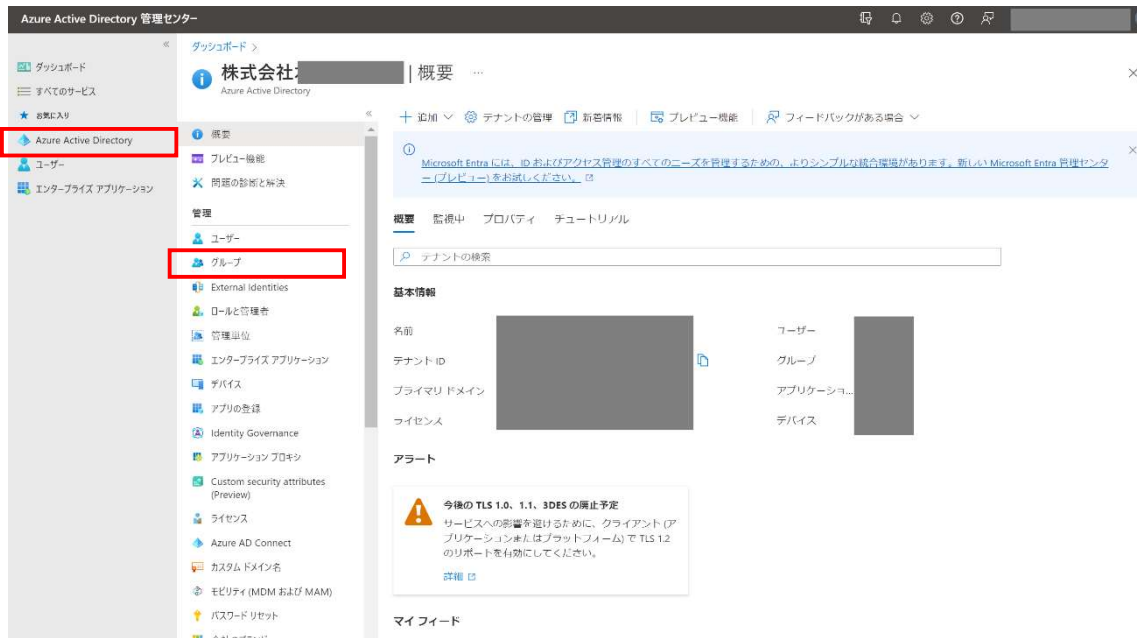 Azure Active Directory 管理センター
ダッシュボード
すべてのサービス
お気に入り
Azure Active Directory
ユーザー
エンタープライズ アプリケーション
ダッシュボード >
株式会社
| 概要 …
Azure Active Directory
概要
プレビュー機能
問題の診断と解決
管理
ユーザー
グループ
External Identities
ロールと管理者
管理単位
エンタープライズ アプリケーション
デバイス
アプリの登録
Identity Governance
アプリケーション プロキシ
Custom security attributes
(Preview)
ライセンス
Azure AD Connect
カスタム ドメイン名
モビリティ (MDM および MAM)
パスワード リセット
追加 テナントの管理 新着情報 | プレビュー機能 | フィードバックがある場合
Microsoft Entra には、ID およびアクセス管理のすべてのニーズを管理するための、よりシンプルな統合環境があります。新しい Microsoft Entra 管理センタ
ー (プレビュー) をお試しください。
概要 監視中 プロパティ チュートリアル
テナントの検索
基本情報
名前
テナント ID
プライマリ ドメイン
ライセンス
ユーザー
グループ
アプリケーショ...
デバイス
アラート
今後の TLS 1.0、1.1、3DES の廃止予定
サービスへの影響を避けるために、クライアント (ア
プリケーションまたはプラットフォーム) で TLS 1.2
のリポートを有効にしてください。
詳細
マイ フィード